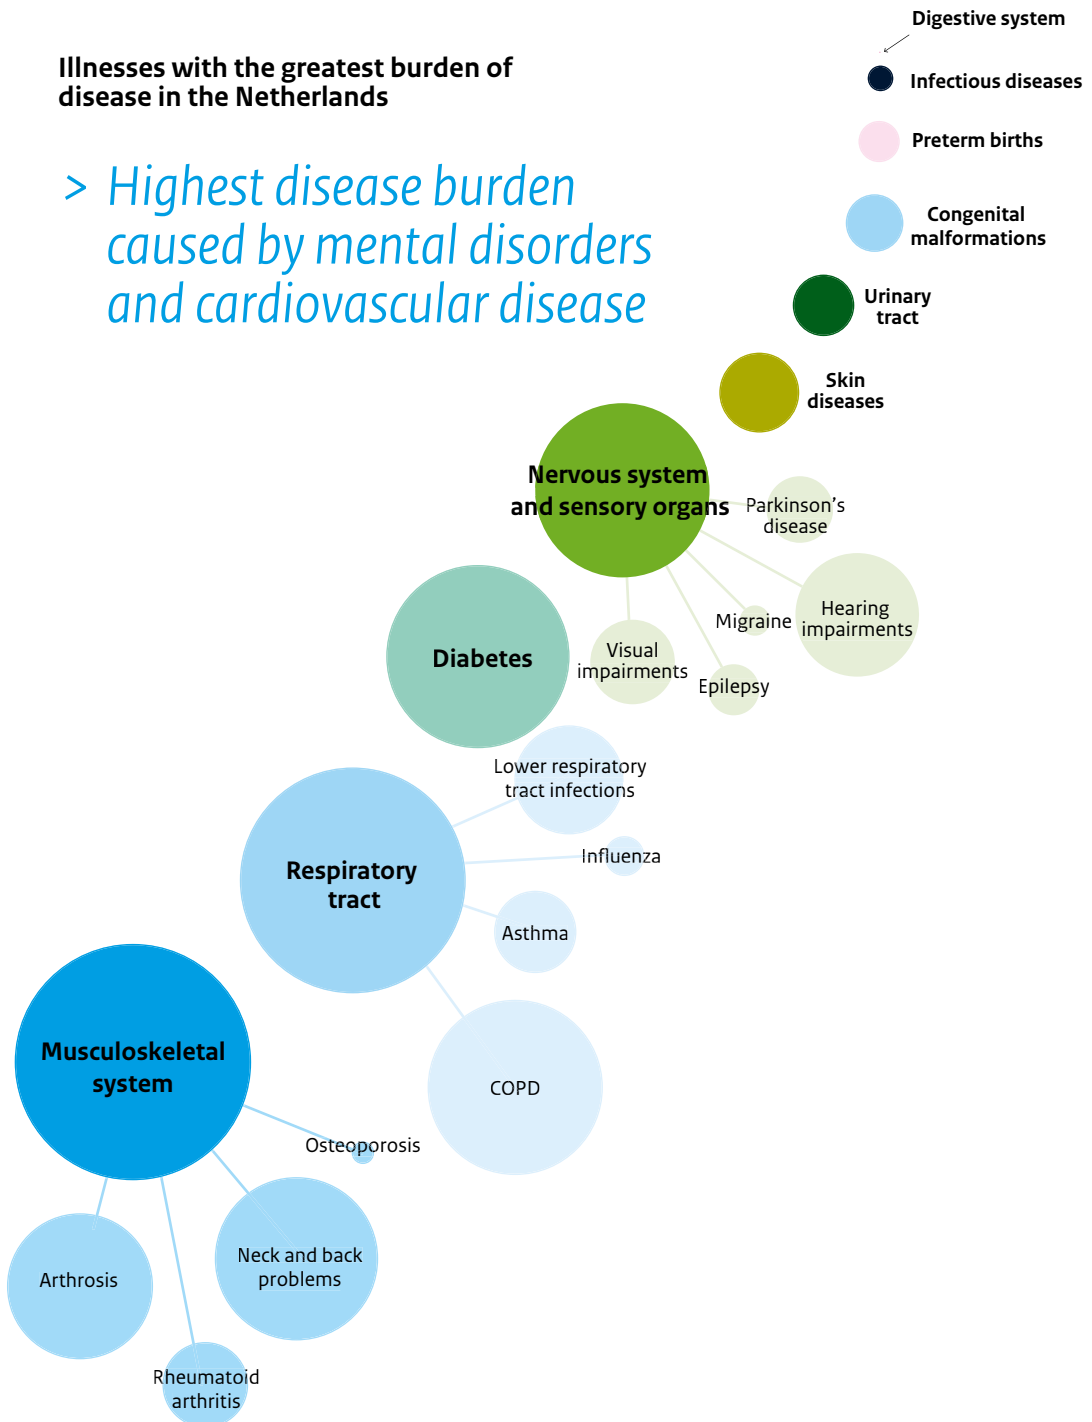 Digestive system
Illnesses with the greatest burden of
disease in the Netherlands
Infectious diseases
Preterm births
> Highest disease burden
caused by mental disorders
and cardiovascular disease
Congenital
malformations
Urinary
tract
Skin
diseases
Nervous system
and sensory organs
Parkinson’s
disease
Hearing
impairments
Migraine
Visual
impairments
Epilepsy
Diabetes
Lower respiratory
tract infections
Influenza
Respiratory
tract
Asthma
COPD
Musculoskeletal
system
Osteoporosis
Neck and back
problems
Arthrosis
Rheumatoid
arthritis